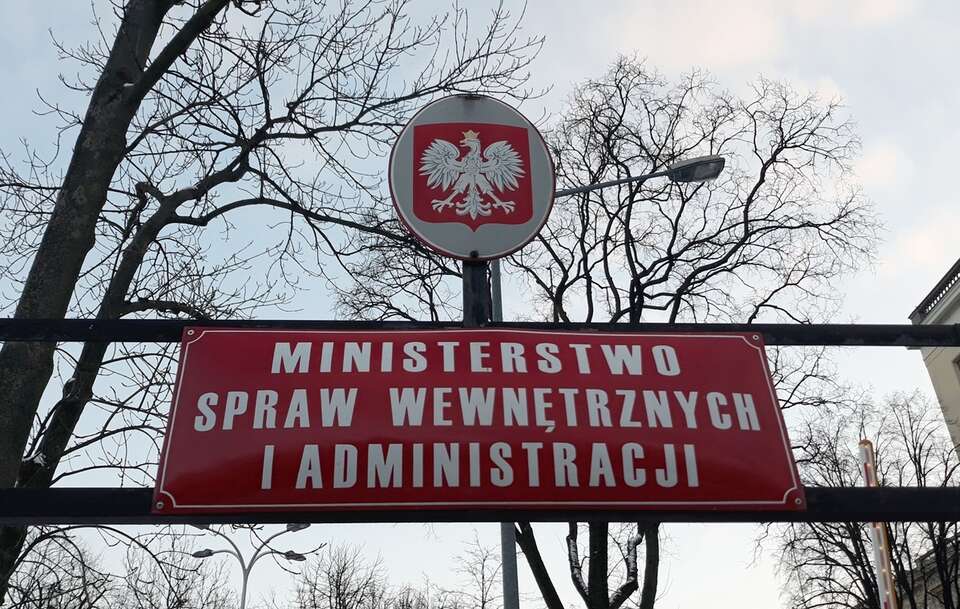 MINISTERSTWO
SPRAW WEWNĘTRZNYCH
I ADMINISTRACJI